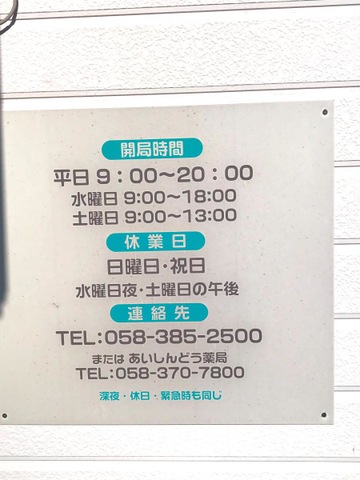 開局時間
平日 9：00～20：00
水曜日 9:00～18:00
土曜日 9:00～13:00
休業日
日曜日・祝日
水曜日夜・土曜日の午後
連絡先
TEL:058-385-2500
または あいしんどう薬局
TEL:058-370-7800
深夜・休日・緊急時も同じ